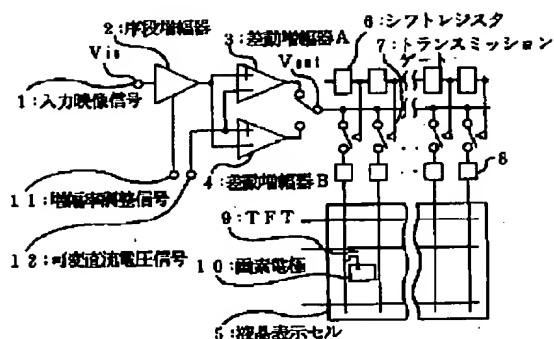 2:序段増幅器
Vin
3:差動増幅器A
Vout
6:シフトレジスタ
7:トランスミッション
ゲート
1:入力映像信号
4:差動増幅器B
8
11:増幅率調整信号
12:可変直流電圧信号
9:TFT
10:画素電極
5:液晶表示セル